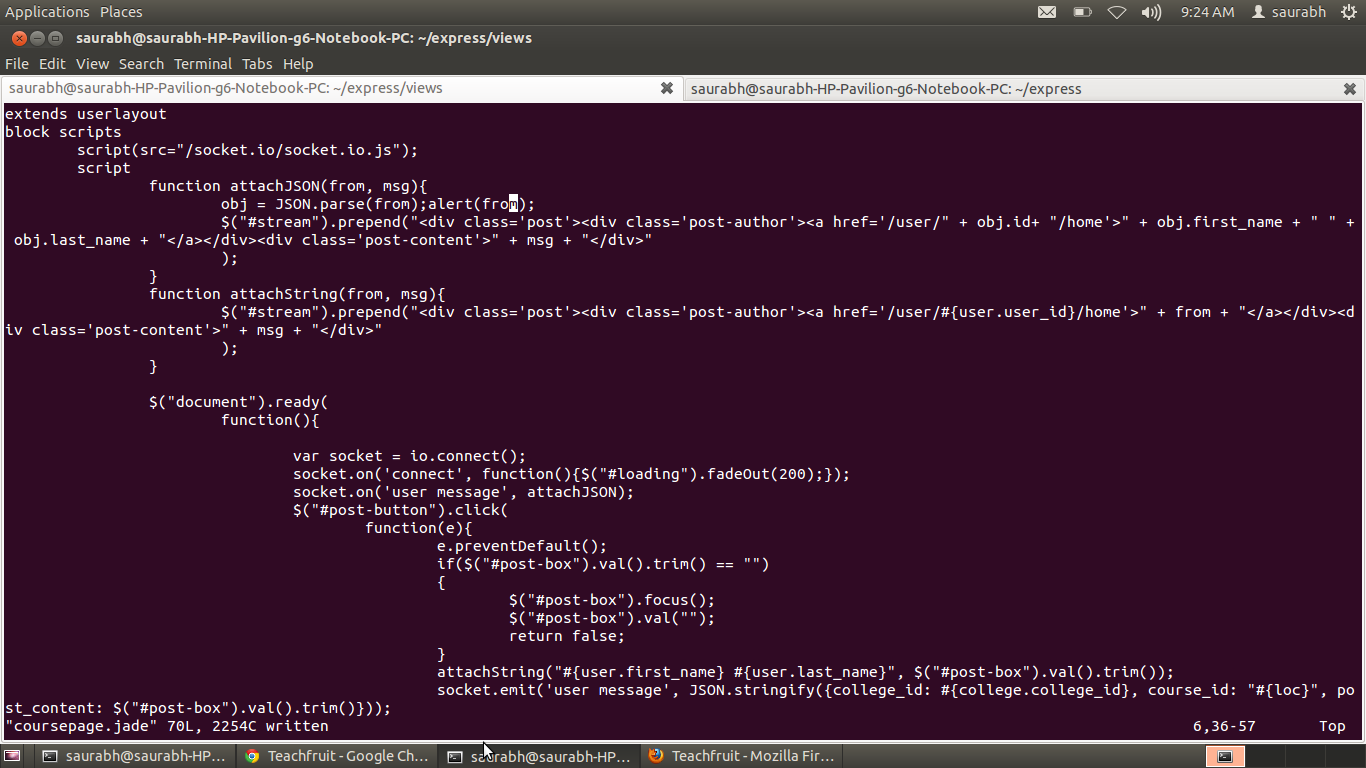 Applications Places 9:24 AM saurabh
saurabh@saurabh-HP-Pavilion-g6-Notebook-PC: ~/express/views
File Edit View Search Terminal Tabs Help
saurabh@saurabh-HP-Pavilion-g6-Notebook-PC: ~/express/views saurabh@saurabh-HP-Pavilion-g6-Notebook-PC: ~/express
extends userlayout
block scripts
        script(src="/socket.io/socket.io.js");
        script
                function attachJSON(from, msg){
                        obj = JSON.parse(from);alert(from);
                        $("#stream").prepend("<div class='post'><div class='post-author'><a href='/user/" + obj.id+ "/home'>" + obj.first_name + " " +
 obj.last_name + "</a></div><div class='post-content'>" + msg + "</div>"
                        );
                }
                function attachString(from, msg){
                        $("#stream").prepend("<div class='post'><div class='post-author'><a href='/user/#{user.user_id}/home'>" + from + "</a></div><d
iv class='post-content'>" + msg + "</div>"
                        );
                }
                $("document").ready(
                        function(){
                                var socket = io.connect();
                                socket.on('connect', function(){$("#loading").fadeOut(200);});
                                socket.on('user message', attachJSON);
                                $("#post-button").click(
                                        function(e){
                                                e.preventDefault();
                                                if($("#post-box").val().trim() == "")
                                                {
                                                        $("#post-box").focus();
                                                        $("#post-box").val("");
                                                        return false;
                                                }
                                                attachString("#{user.first_name} #{user.last_name}", $("#post-box").val().trim());
                                                socket.emit('user message', JSON.stringify({college_id: #{college.college_id}, course_id: "#{loc}", po
st_content: $("#post-box").val().trim()}));
"coursepage.jade" 70L, 2254C written 6,36-57 Top
saurabh@saurabh-HP... Teachfruit - Google Ch... saurabh@saurabh-HP... Teachfruit - Mozilla Fir...